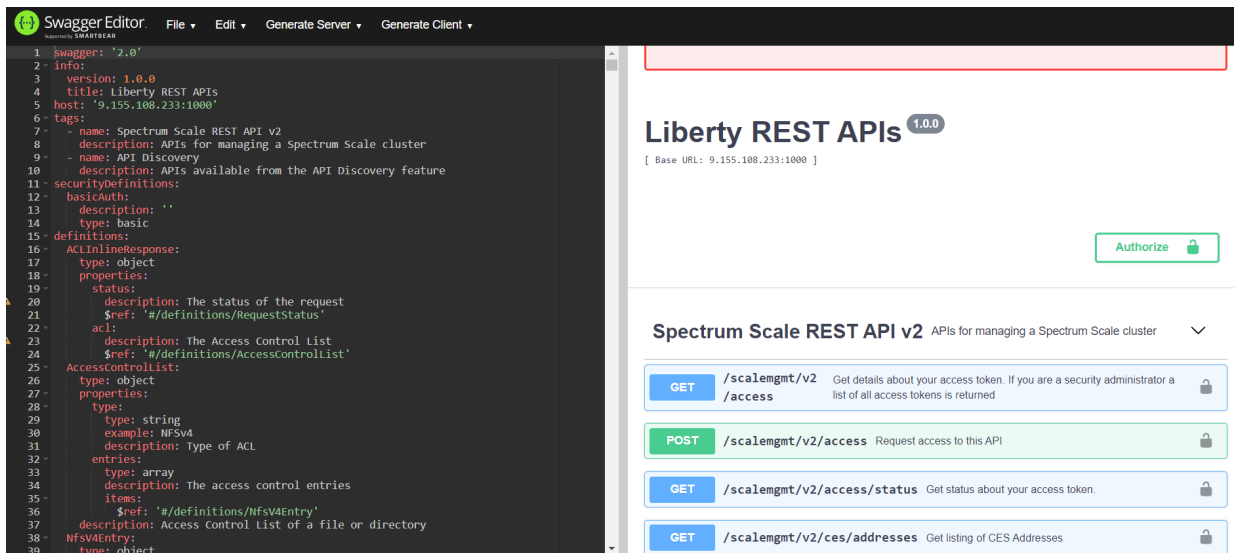 Swagger Editor.
Supported by SMARTBEAR
File
Edit
Generate Server
Generate Client
1 swagger: '2.0'
2 info:
3 version: 1.0.0
4 title: Liberty REST APIs
5 host: '9.155.108.233:1000'
6 tags:
7 - name: Spectrum Scale REST API v2
8 description: APIs for managing a Spectrum Scale cluster
9 - name: API Discovery
10 description: APIs available from the API Discovery feature
11 securityDefinitions:
12 basicAuth:
13 description: ''
14 type: basic
15 definitions:
16 ACLInlineResponse:
17 type: object
18 properties:
19 status:
20 description: The status of the request
21 $ref: '#/definitions/RequestStatus'
22 acl:
23 description: The Access Control List
24 $ref: '#/definitions/AccessControlList'
25 AccessControlList:
26 type: object
27 properties:
28 type:
29 type: string
30 example: NFSv4
31 description: Type of ACL
32 entries:
33 type: array
34 description: The access control entries
35 items:
36 $ref: '#/definitions/NfsV4Entry'
37 description: Access Control List of a file or directory
38 NfsV4Entry:
39 type: object
Liberty REST APIs 1.0.0
[ Base URL: 9.155.108.233:1000 ]
Authorize
Spectrum Scale REST API v2 APIs for managing a Spectrum Scale cluster
GET /scalemgmt/v2/access Get details about your access token. If you are a security administrator a list of all access tokens is returned
POST /scalemgmt/v2/access Request access to this API
GET /scalemgmt/v2/access/status Get status about your access token.
GET /scalemgmt/v2/ces/addresses Get listing of CES Addresses